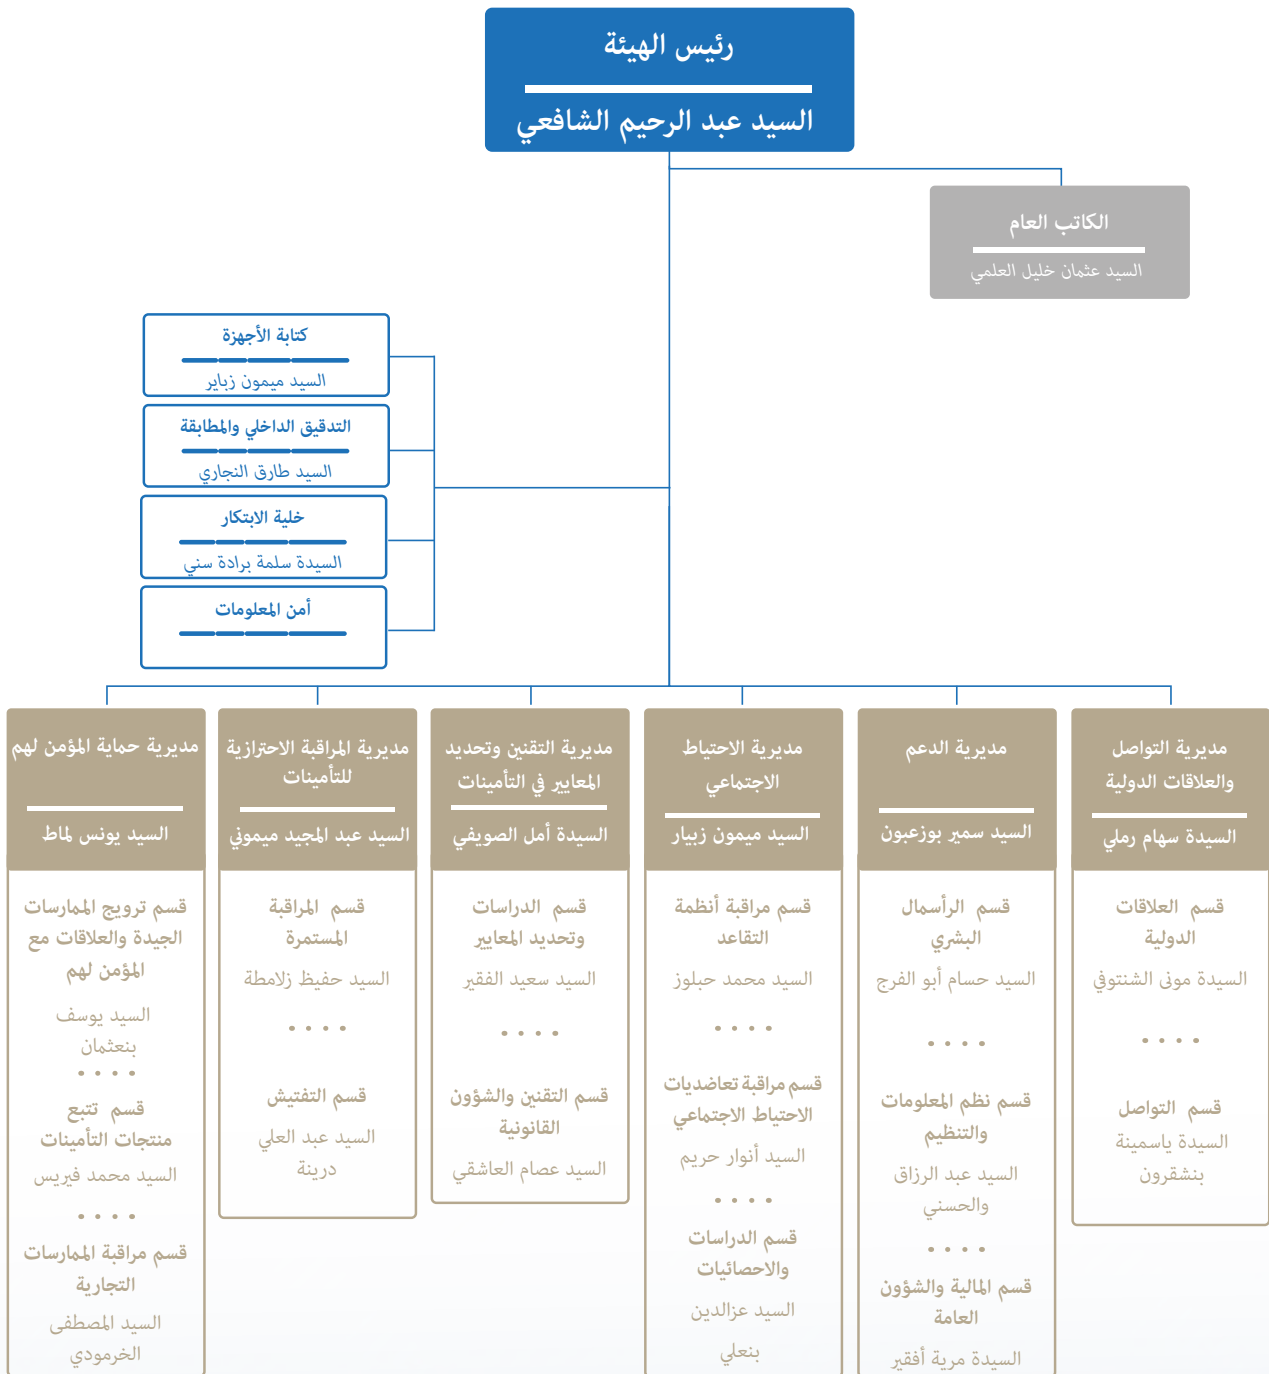 رئيس الهيئة
السيد عبد الرحيم الشافعي
الكاتب العام
السيد عثمان خليل العلمي
كتابة الأجهزة
السيد ميمون زباير
التدقيق الداخلي والمطابقة
السيد طارق النجاري
خلية الابتكار
السيدة سلمة برادة سني
أمن المعلومات
مديرية التواصل
والعلاقات الدولية
السيدة سهام رملي
قسم العلاقات
الدولية
السيدة مونى الشنتوفي
قسم التواصل
السيدة ياسمينة
بنشقرون
مديرية الدعم
السيد سمير بوزعبون
قسم الرأسمال
البشري
السيد حسام أبو الفرج
قسم نظم المعلومات
والتنظيم
السيد عبد الرزاق
والحسني
قسم المالية والشؤون
العامة
السيدة مرية أفقير
مديرية الاحتياط
الاجتماعي
السيد ميمون زبيار
قسم مراقبة أنظمة
التقاعد
السيد محمد حبلوز
قسم مراقبة تعاضديات
الاحتياط الاجتماعي
السيد أنوار حريم
قسم الدراسات
والاحصائيات
السيد عزالدين
بنعلي
مديرية التقنين وتحديد
المعايير في التأمينات
السيدة أمل الصويفي
قسم الدراسات
وتحديد المعايير
السيد سعيد الفقير
قسم التقنين والشؤون
القانونية
السيد عصام العاشقي
مديرية المراقبة الاحترازية
للتأمينات
السيد عبد المجيد ميموني
قسم المراقبة
المستمرة
السيد حفيظ زلامطة
قسم التفتيش
السيد عبد العلي
درينة
مديرية حماية المؤمن لهم
السيد يونس لماط
قسم ترويج الممارسات
الجيدة والعلاقات مع
المؤمن لهم
السيد يوسف
بنعثمان
قسم تتبع
منتجات التأمينات
السيد محمد فيريس
قسم مراقبة الممارسات
التجارية
السيد المصطفى
الخرمودي